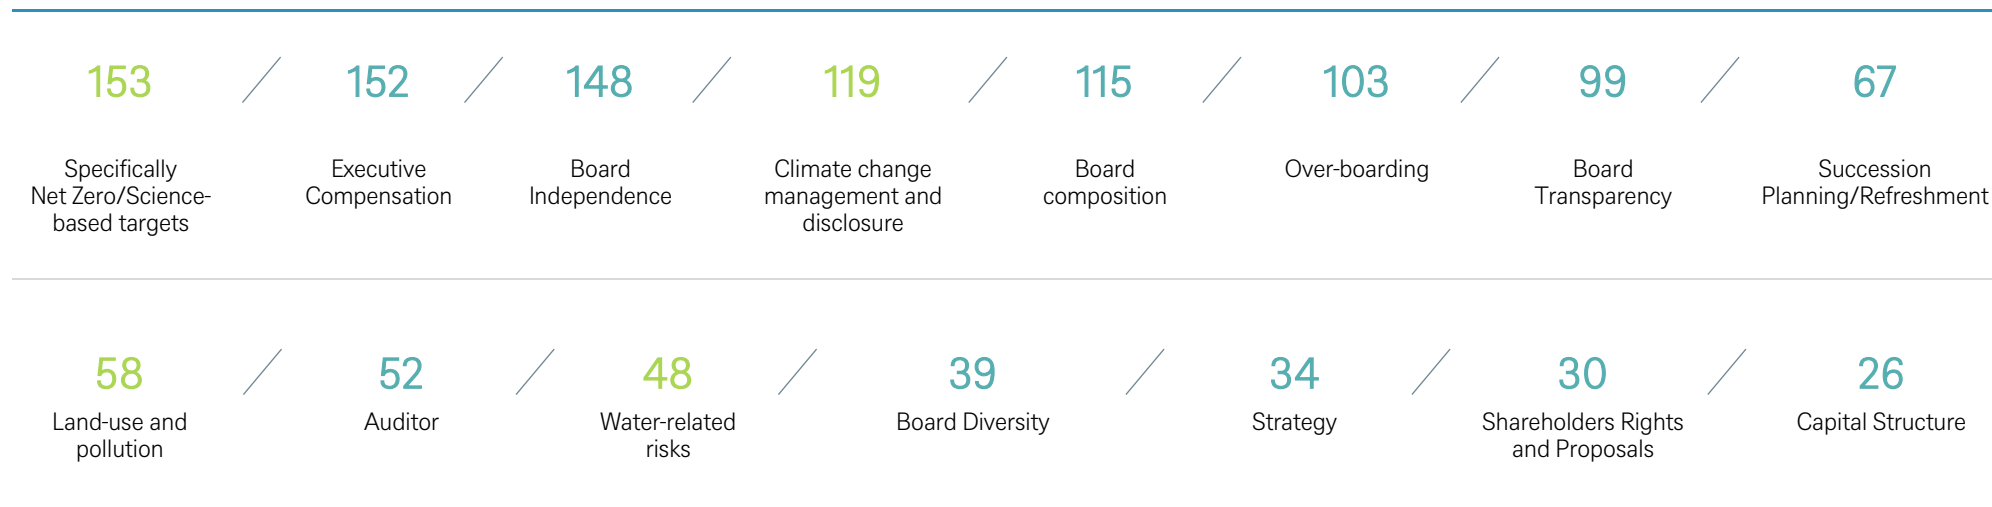 153
152
148
119
115
103
99
67
Specifically
Net Zero/Science-
based targets
Executive
Compensation
Board
Independence
Climate change
management and
disclosure
Board
composition
Over-boarding
Board
Transparency
Succession
Planning/Refreshment
58
52
48
39
34
30
26
Land-use and
pollution
Auditor
Water-related
risks
Board Diversity
Strategy
Shareholders Rights
and Proposals
Capital Structure